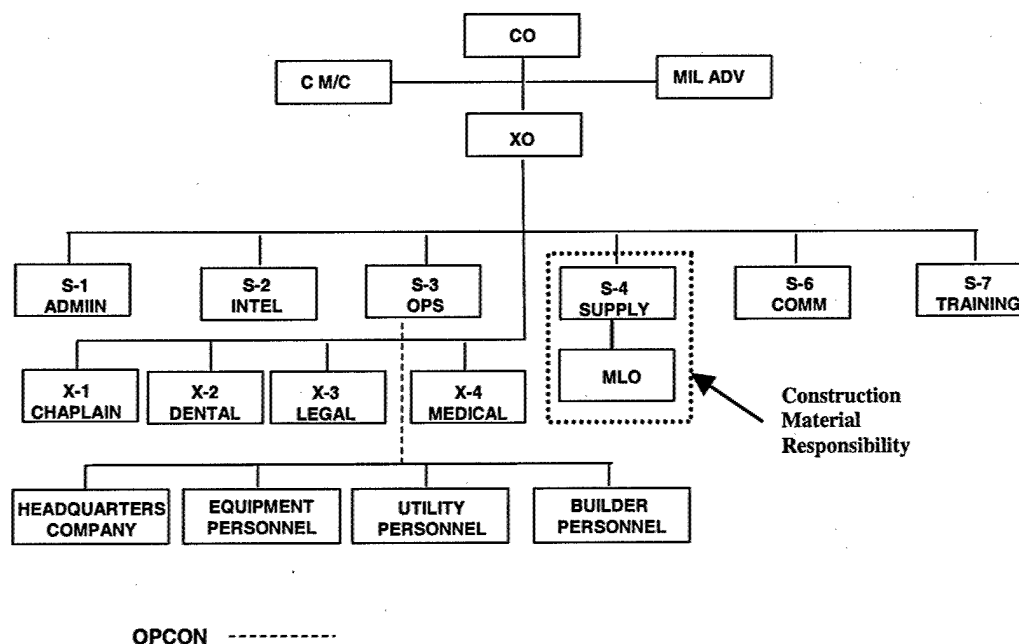 CO
C M/C
MIL ADV
XO
S-1
ADMIIN
S-2
INTEL
S-3
OPS
S-4
SUPPLY
S-6
COMM
S-7
TRAINING
MLO
X-1
CHAPLAIN
X-2
DENTAL
X-3
LEGAL
X-4
MEDICAL
Construction
Material
Responsibility
HEADQUARTERS
COMPANY
EQUIPMENT
PERSONNEL
UTILITY
PERSONNEL
BUILDER
PERSONNEL
OPCON